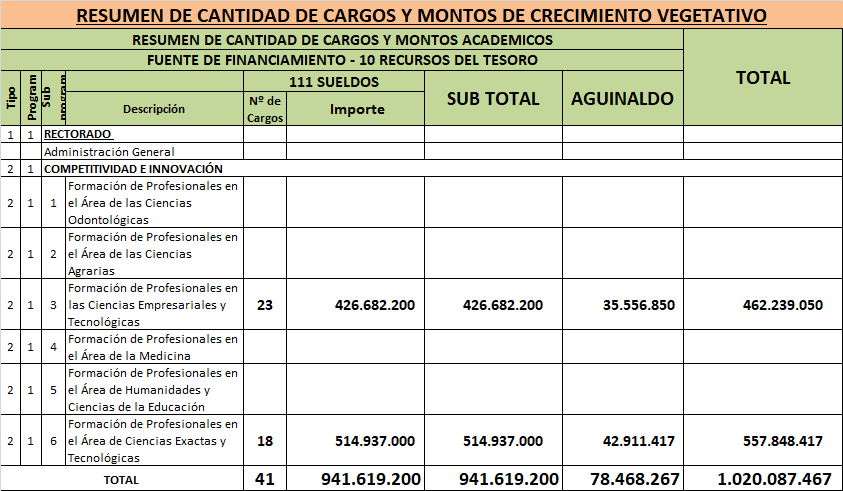 RESUMEN DE CANTIDAD DE CARGOS Y MONTOS DE CRECIMIENTO VEGETATIVO
RESUMEN DE CANTIDAD DE CARGOS Y MONTOS ACADEMICOS
FUENTE DE FINANCIAMIENTO - 10 RECURSOS DEL TESORO
111 SUELDOS
Tipo
Program
Sub
program
Descripción
Nº de
Cargos
Importe
SUB TOTAL
AGUINALDO
TOTAL
1 1 RECTORADO
Administración General
2 1 COMPETITIVIDAD E INNOVACIÓN
Formación de Profesionales en
2 1 1 el Área de las Ciencias
Odontológicas
Formación de Profesionales en
2 1 2 el Área de las Ciencias
Agrarias
Formación de Profesionales en
2 1 3 las Ciencias Empresariales y 23 426.682.200 426.682.200 35.556.850 462.239.050
Tecnológicas
Formación de Profesionales en
2 1 4 el Área de la Medicina
Formación de Profesionales en
2 1 5 el Área de Humanidades y
Ciencias de la Educación
Formación de Profesionales en
2 1 6 el Área de Ciencias Exactas y 18 514.937.000 514.937.000 42.911.417 557.848.417
Tecnológicas
TOTAL 41 941.619.200 941.619.200 78.468.267 1.020.087.467